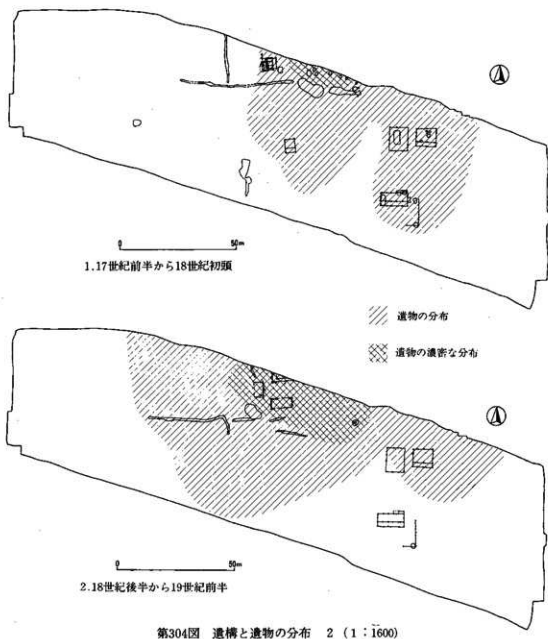 0
50m
1.17世紀前半から18世紀初頭
遺物の分布
遺物の濃密な分布
0
50m
2.18世紀後半から19世紀前半
第304図 遺構と遺物の分布 2 (1:1600)